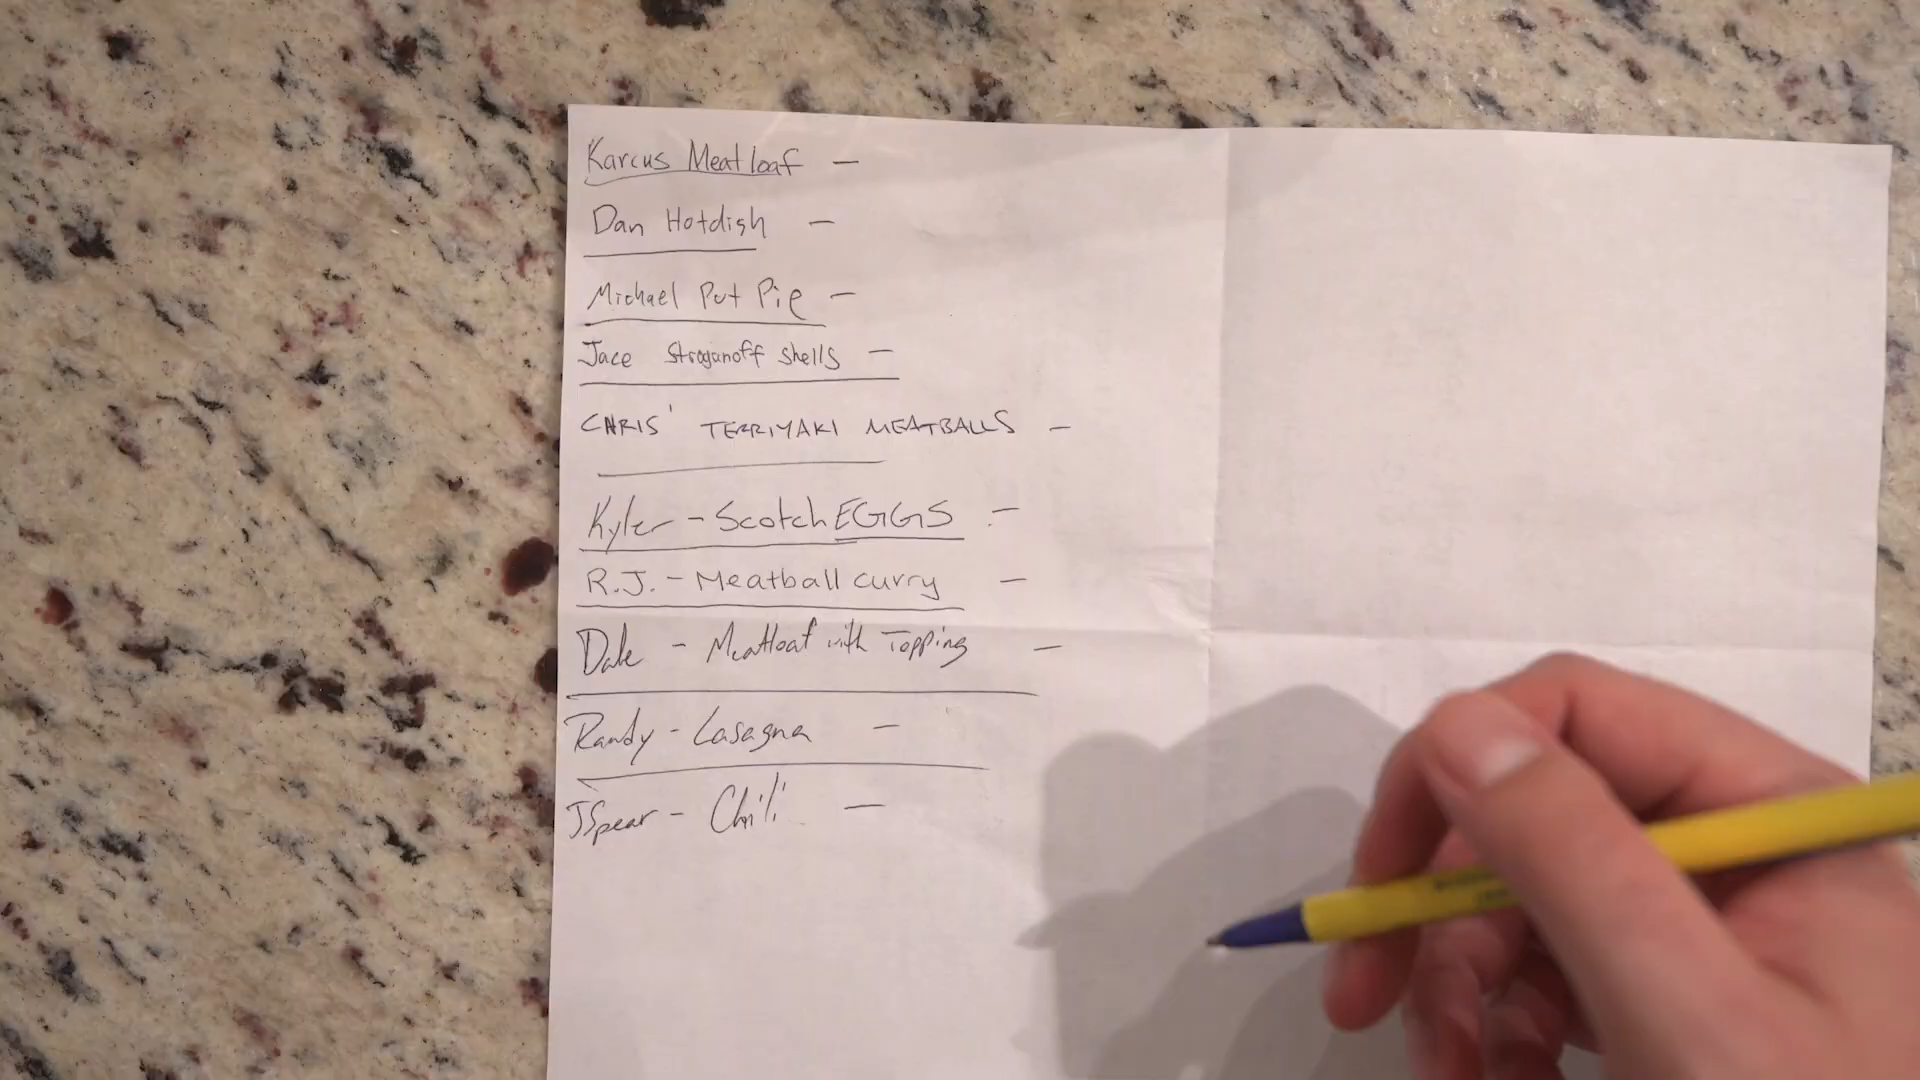 Karcus Meatloaf —
Dan Hotdish —
Michael Pot Pie —
Jace Stroganoff Shells —
CHRIS' TERRIYAKI MEATBALLS —
Kyler - Scotch EGGS —
R.J. - Meatball curry —
Dale - Meatloaf with Topping —
Randy - Lasagna —
JSpear - Chili —